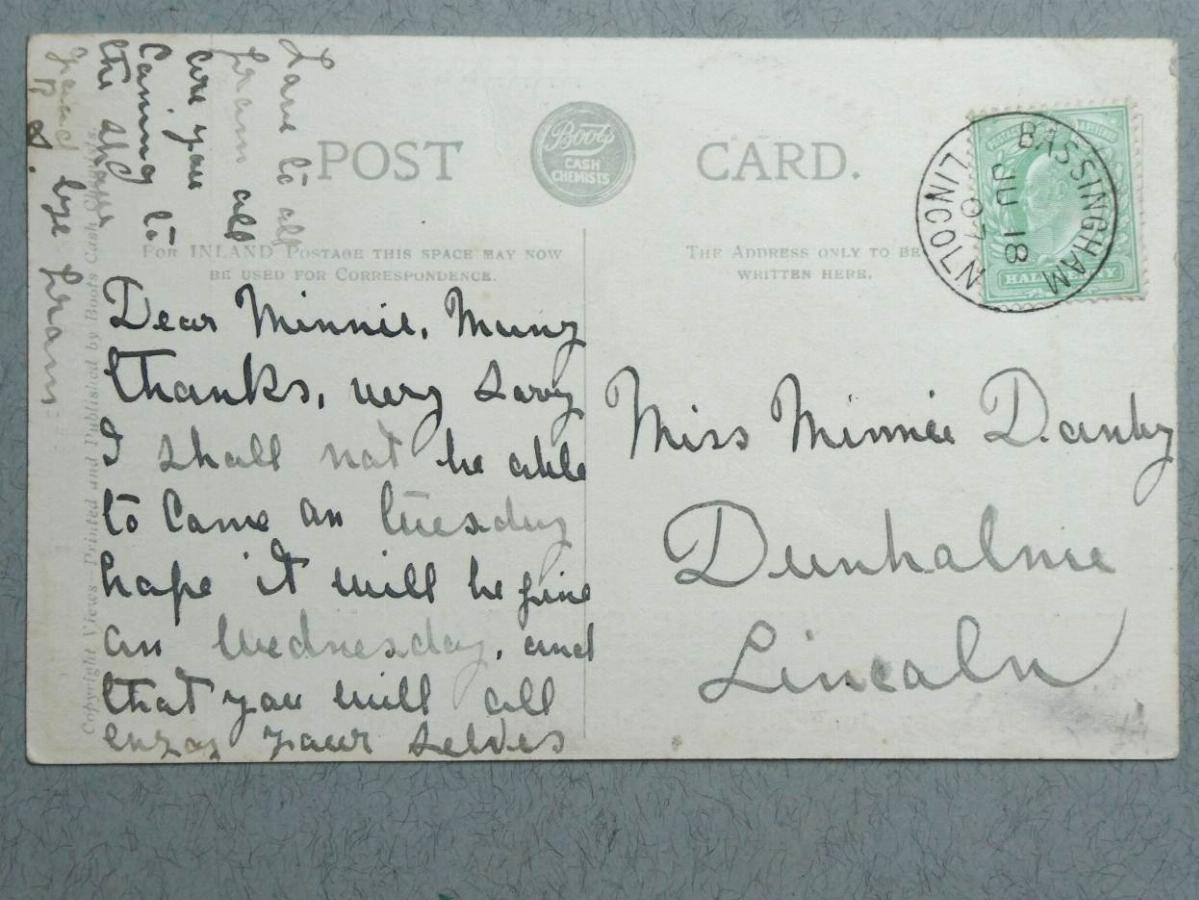 POST CARD.
Boots
CASH
CHEMISTS
FOR INLAND POSTAGE THIS SPACE MAY NOW
BE USED FOR CORRESPONDENCE.
THE ADDRESS ONLY TO BE
WRITTEN HERE.
BASSINGHAM
LINCOLN
JU 18
07
HALFPENNY
Dear Minnie, Many
thanks, very sorry
I shall not be able
to come on tuesday
hope it will be fine
on Wednesday, and
that you will all
enjoy your selves
Love to all
from all
are you
coming to
the show
good bye from
Miss Minnie Danby
Dunholme
Lincoln
Copyright Views—Printed and Published by Boots Cash Chemists.